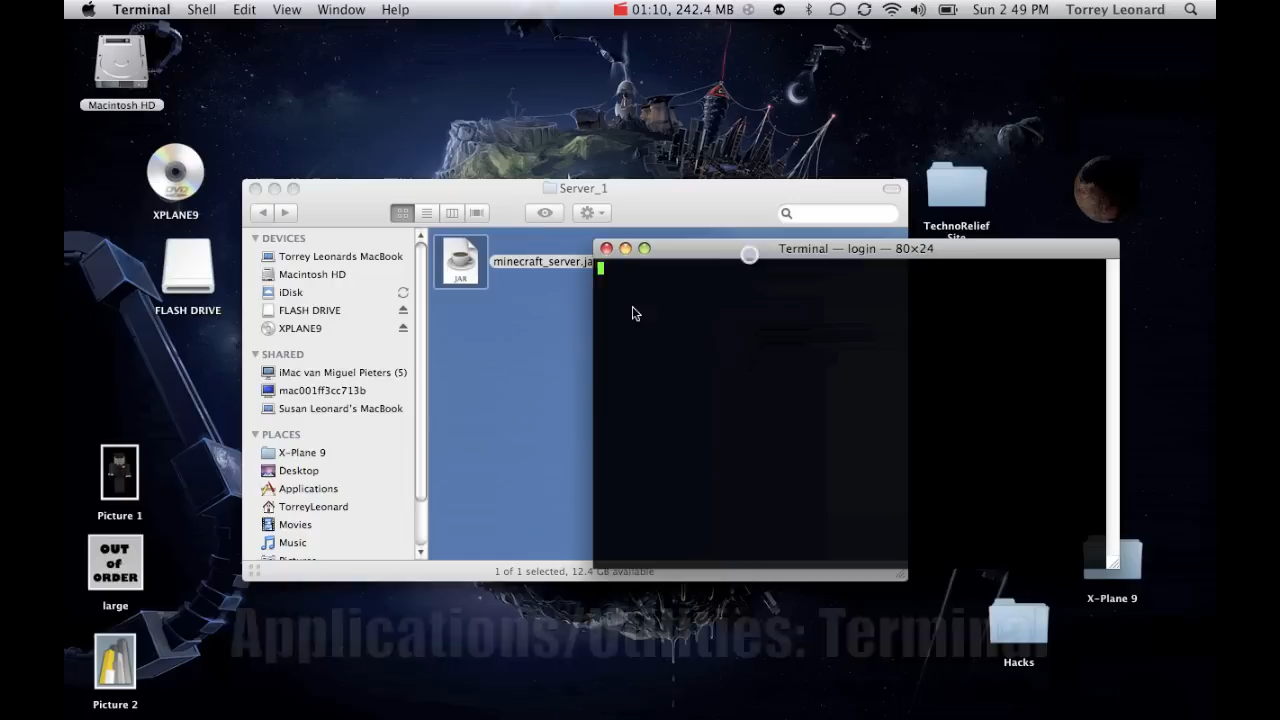 Terminal Shell Edit View Window Help 01:10, 242.4 MB Sun 2 49 PM Torrey Leonard
Macintosh HD
XPLANE9
FLASH DRIVE
Picture 1
OUT
of
ORDER
large
Picture 2
Server_1
DEVICES
Torrey Leonards MacBook
Macintosh HD
iDisk
FLASH DRIVE
XPLANE9
SHARED
iMac van Miguel Pieters (5)
mac001ff3cc713b
Susan Leonard's MacBook
PLACES
X-Plane 9
Desktop
Applications
TorreyLeonard
Movies
Music
JAR
minecraft_server.ja
1 of 1 selected, 12.4 GB available
Terminal — login — 80×24
TechnoRelief
Site
X-Plane 9
Hacks
Applications/Utilities: Terminal